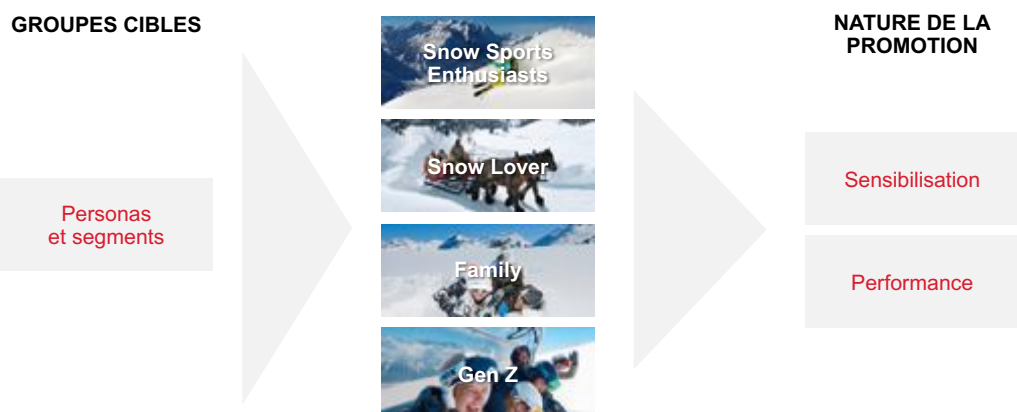 GROUPES CIBLES
Personas
et segments
Snow Sports
Enthusiasts
Snow Lover
Family
Gen Z
NATURE DE LA
PROMOTION
Sensibilisation
Performance